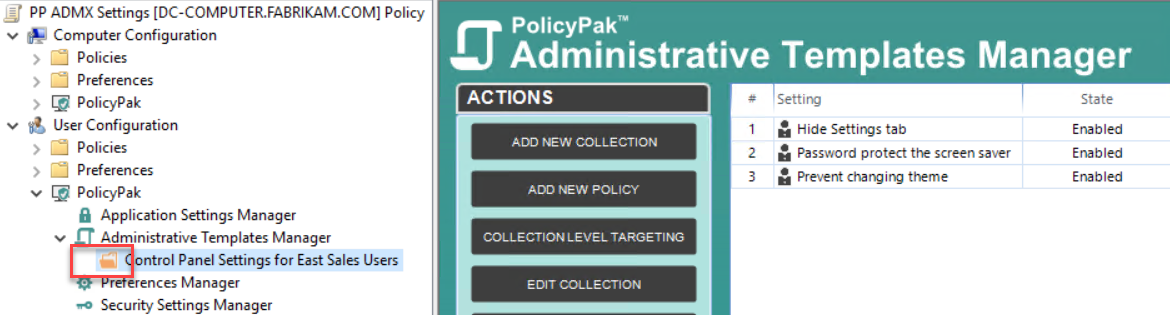 PP ADMX Settings [DC-COMPUTER.FABRIKAM.COM] Policy
Computer Configuration
Policies
Preferences
PolicyPak
User Configuration
Policies
Preferences
PolicyPak
Application Settings Manager
Administrative Templates Manager
Control Panel Settings for East Sales Users
Preferences Manager
Security Settings Manager
PolicyPak™
Administrative Templates Manager
ACTIONS
ADD NEW COLLECTION
ADD NEW POLICY
COLLECTION LEVEL TARGETING
EDIT COLLECTION
# Setting State
1 Hide Settings tab Enabled
2 Password protect the screen saver Enabled
3 Prevent changing theme Enabled